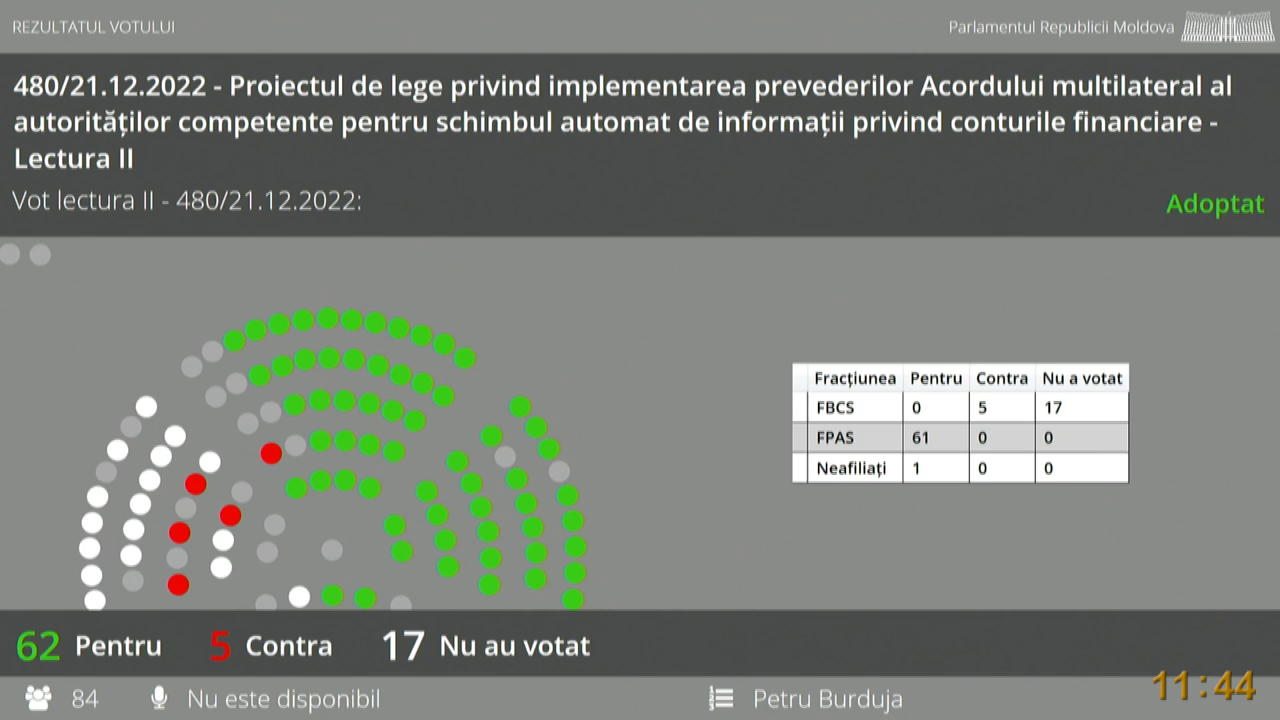 REZULTATUL VOTULUI
Parlamentul Republicii Moldova
480/21.12.2022 - Proiectul de lege privind implementarea prevederilor Acordului multilateral al
autorităților competente pentru schimbul automat de informații privind conturile financiare -
Lectura II
Vot lectura II - 480/21.12.2022:
Adoptat
Fracțiunea Pentru Contra Nu a votat
FBCS 0 5 17
FPAS 61 0 0
Neafiliați 1 0 0
62 Pentru 5 Contra 17 Nu au votat
84 Nu este disponibil Petru Burduja
11:44